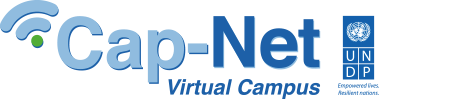 Cap-Net
Virtual Campus
U N
D P
Empowered lives.
Resilient nations.